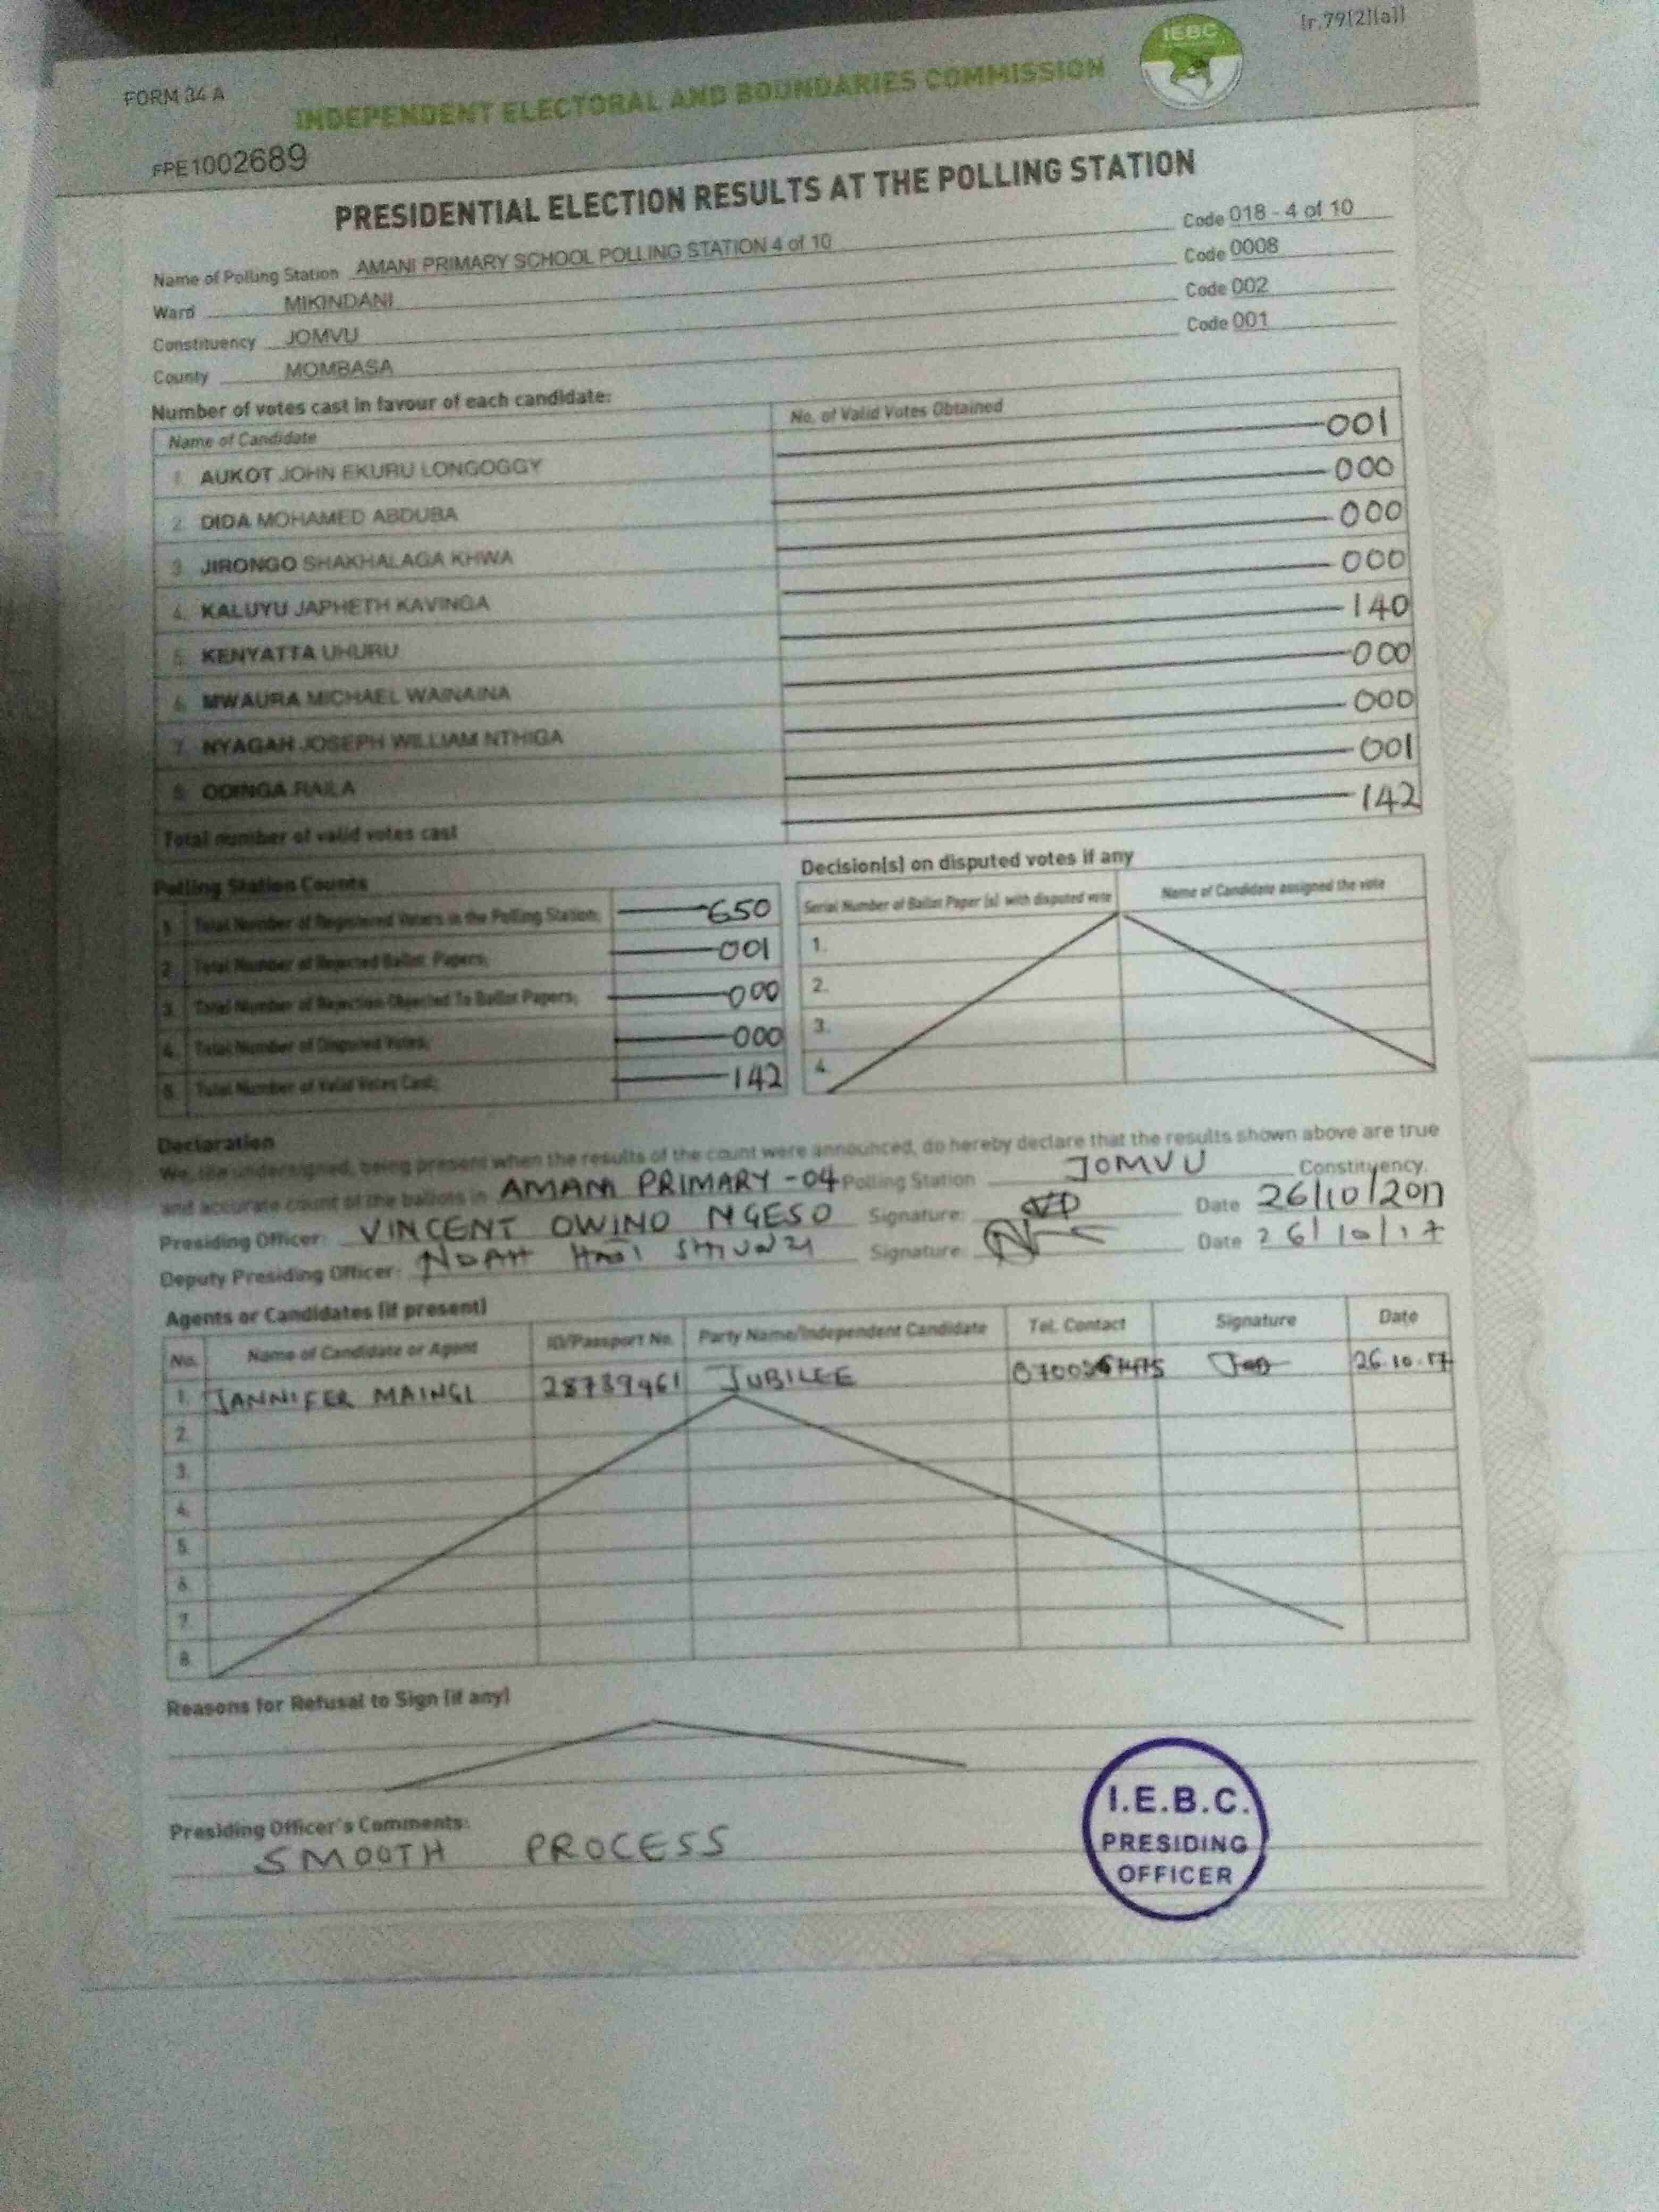 [r.79(2)(a)]
FORM 34 A
IEBC
INDEPENDENT ELECTORAL AND BOUNDARIES COMMISSION
FPE1002689
PRESIDENTIAL ELECTION RESULTS AT THE POLLING STATION
Name of Polling Station AMANI PRIMARY SCHOOL POLLING STATION 4 of 10 Code 018 - 4 of 10
Ward MIKINDANI Code 0008
Constituency JOMVU Code 002
County MOMBASA Code 001
Number of votes cast in favour of each candidate:
Name of Candidate No. of Valid Votes Obtained
1. AUKOT JOHN EKURU LONGOGGY 001
2. DIDA MOHAMED ABDUBA 000
3. JIRONGO SHAKHALAGA KHWA 000
4. KALUYU JAPHETH KAVINGA 000
5. KENYATTA UHURU 140
6. MWAURA MICHAEL WAINAINA 000
7. NYAGAH JOSEPH WILLIAM NTHIGA 000
8. ODINGA RAILA 001
Total number of valid votes cast 142
Polling Station Counts
1. Total Number of Registered Voters in the Polling Station; 650
2. Total Number of Rejected Ballot Papers; 001
3. Total Number of Rejection Objected To Ballot Papers; 000
4. Total Number of Disputed Votes; 000
5. Total Number of Valid Votes Cast; 142
Decision(s) on disputed votes if any
Serial Number of Ballot Paper (s) with disputed vote Name of Candidate assigned the vote
1.
2.
3.
4.
Declaration
We, the undersigned, being present when the results of the count were announced, do hereby declare that the results shown above are true
and accurate count of the ballots in AMANI PRIMARY - 04 Polling Station JOMVU Constituency.
Presiding Officer: VINCENT OWINO NGESO Signature: Date 26/10/2017
Deputy Presiding Officer: NOAH Signature: Date 26/10/17
Agents or Candidates (if present)
No. Name of Candidate or Agent ID/Passport No. Party Name/Independent Candidate Tel. Contact Signature Date
1. JANNIFER MAINGI 28739961 JUBILEE 26.10.17
2.
3.
4.
5.
6.
7.
8.
Reasons for Refusal to Sign (if any)
Presiding Officer's Comments:
SMOOTH PROCESS
I.E.B.C.
PRESIDING
OFFICER